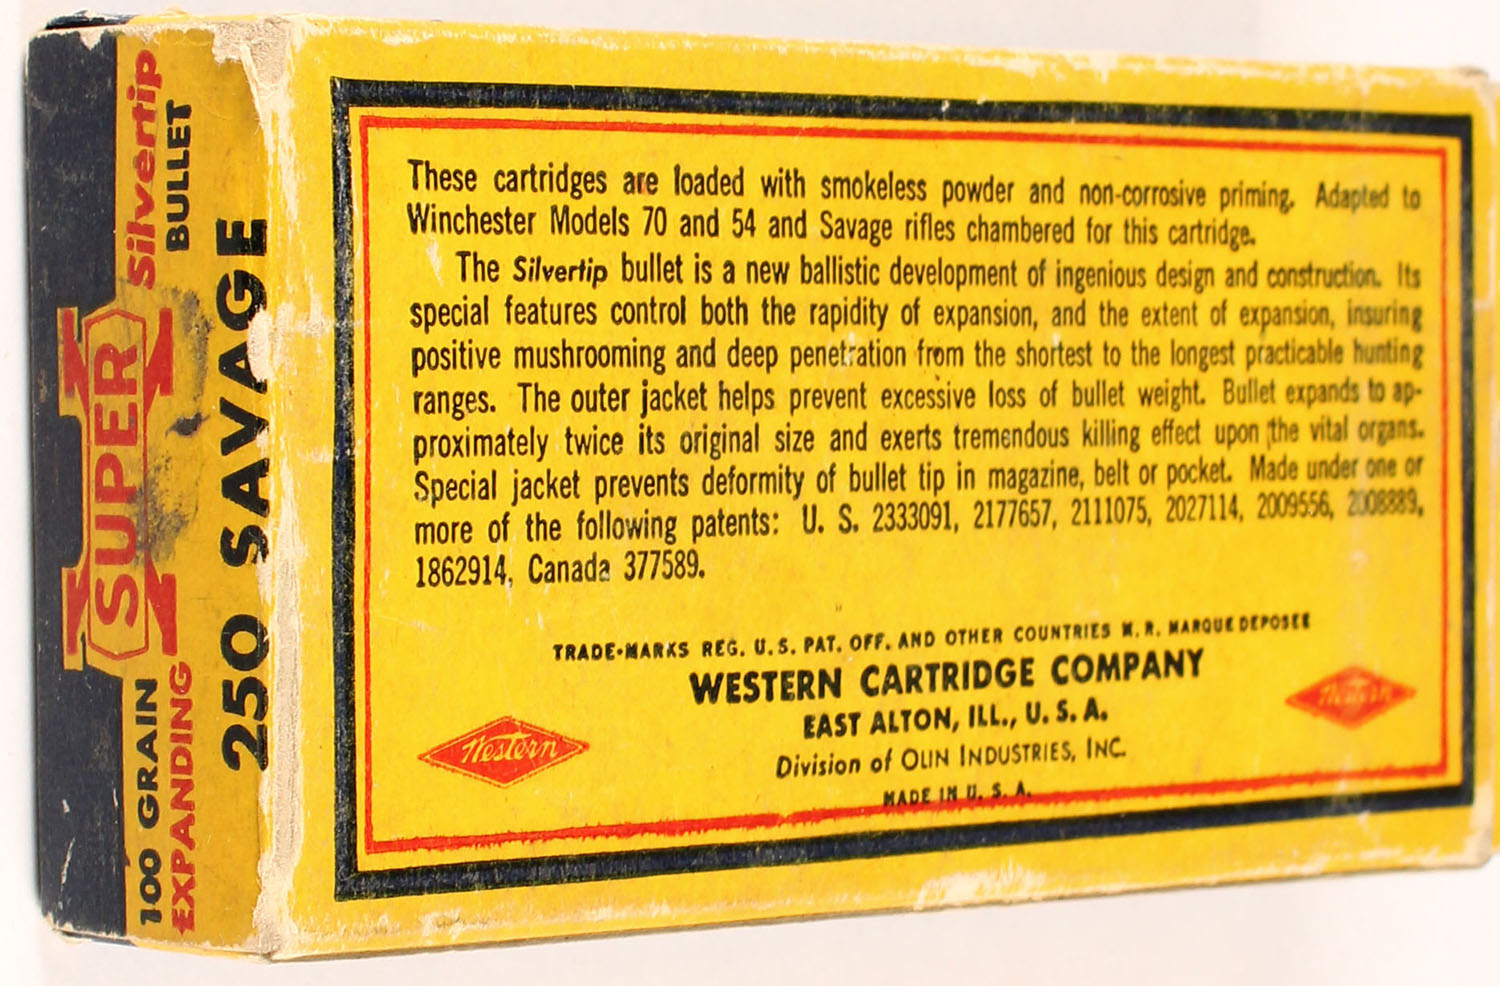 SUPER X
Silvertip
BULLET
100 GRAIN
EXPANDING
250 SAVAGE
These cartridges are loaded with smokeless powder and non-corrosive priming. Adapted to
Winchester Models 70 and 54 and Savage rifles chambered for this cartridge.
The Silvertip bullet is a new ballistic development of ingenious design and construction. Its
special features control both the rapidity of expansion, and the extent of expansion, insuring
positive mushrooming and deep penetration from the shortest to the longest practicable hunting
ranges. The outer jacket helps prevent excessive loss of bullet weight. Bullet expands to ap-
proximately twice its original size and exerts tremendous killing effect upon the vital organs.
Special jacket prevents deformity of bullet tip in magazine, belt or pocket. Made under one or
more of the following patents: U. S. 2333091, 2177657, 2111075, 2027114, 2009556, 2008889,
1862914, Canada 377589.
TRADE-MARKS REG. U.S. PAT. OFF. AND OTHER COUNTRIES M. R. MARQUE DEPOSEE
WESTERN CARTRIDGE COMPANY
EAST ALTON, ILL., U. S. A.
Division of OLIN INDUSTRIES, INC.
MADE IN U. S. A.
Western
Western